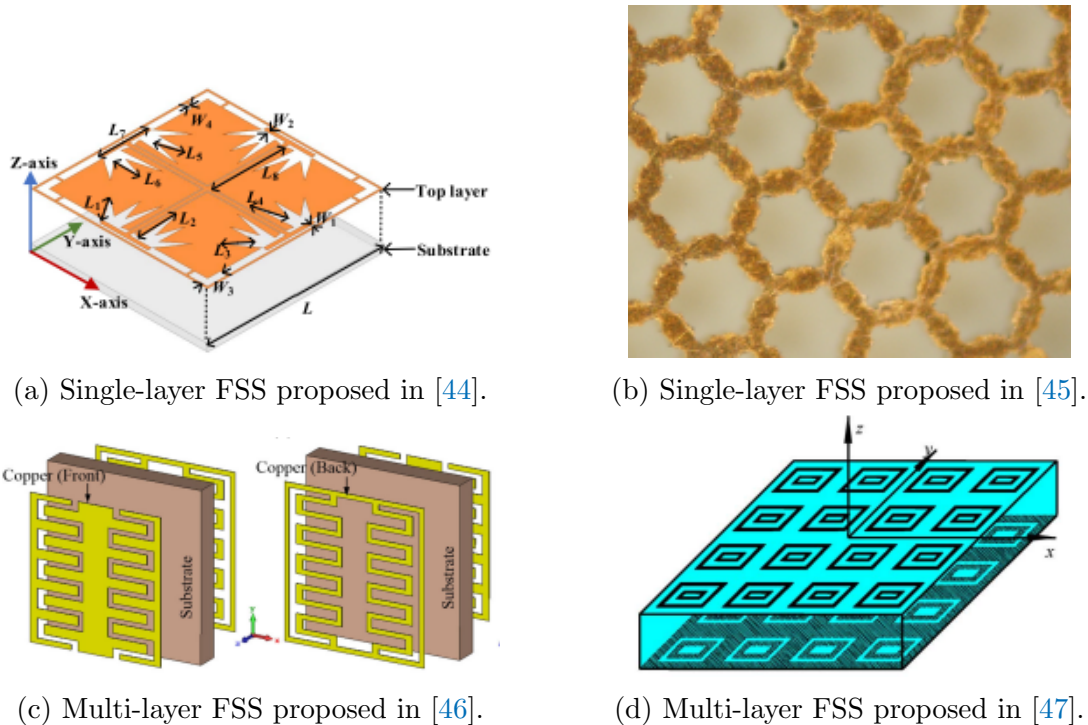 W4
W2
L7
L5
L8
Z-axis
L6
L4
Top layer
L1
L2
W1
Y-axis
L3
Substrate
X-axis
W3
L
(a) Single-layer FSS proposed in [44].
(b) Single-layer FSS proposed in [45].
Copper (Front)
Substrate
Copper (Back)
Substrate
z
y
x
(c) Multi-layer FSS proposed in [46].
(d) Multi-layer FSS proposed in [47].